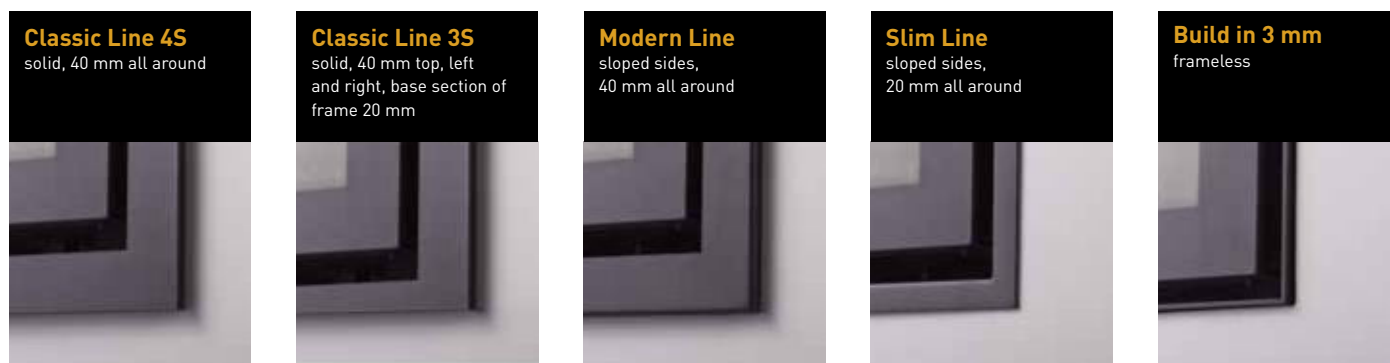 Classic Line 4S
solid, 40 mm all around
Classic Line 3S
solid, 40 mm top, left
and right, base section of
frame 20 mm
Modern Line
sloped sides,
40 mm all around
Slim Line
sloped sides,
20 mm all around
Build in 3 mm
frameless